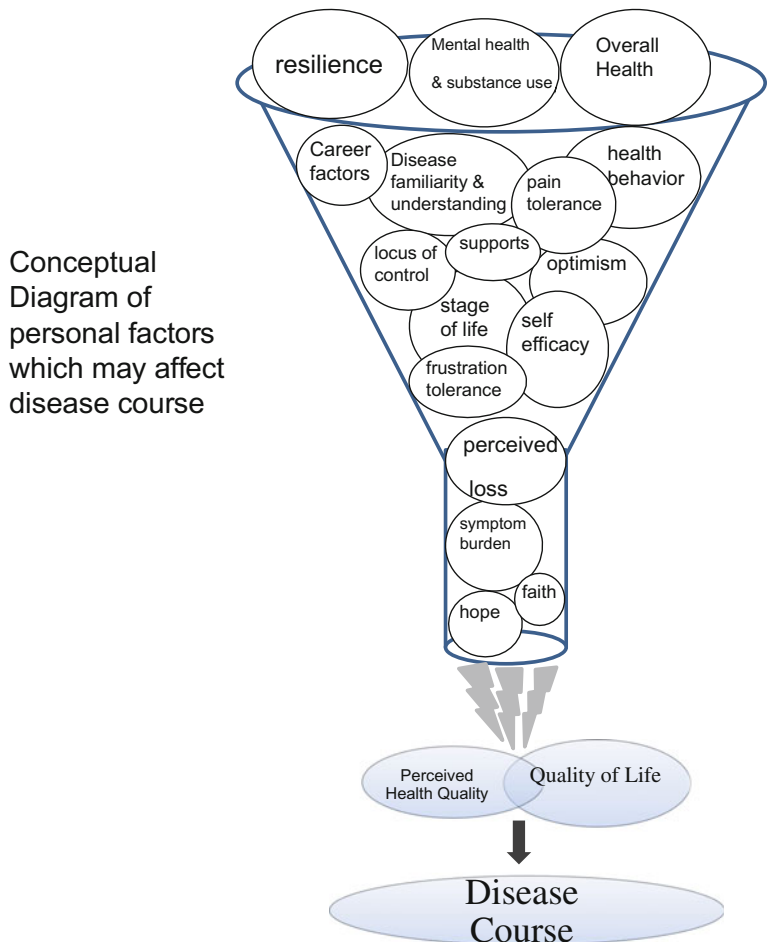 resilience
Mental health
& substance use
Overall
Health
Career
factors
Disease
familiarity &
understanding
pain
tolerance
health
behavior
locus of
control
supports
optimism
stage
of life
self
efficacy
frustration
tolerance
Conceptual
Diagram of
personal factors
which may affect
disease course
perceived
loss
symptom
burden
faith
hope
Perceived
Health Quality
Quality of Life
Disease
Course